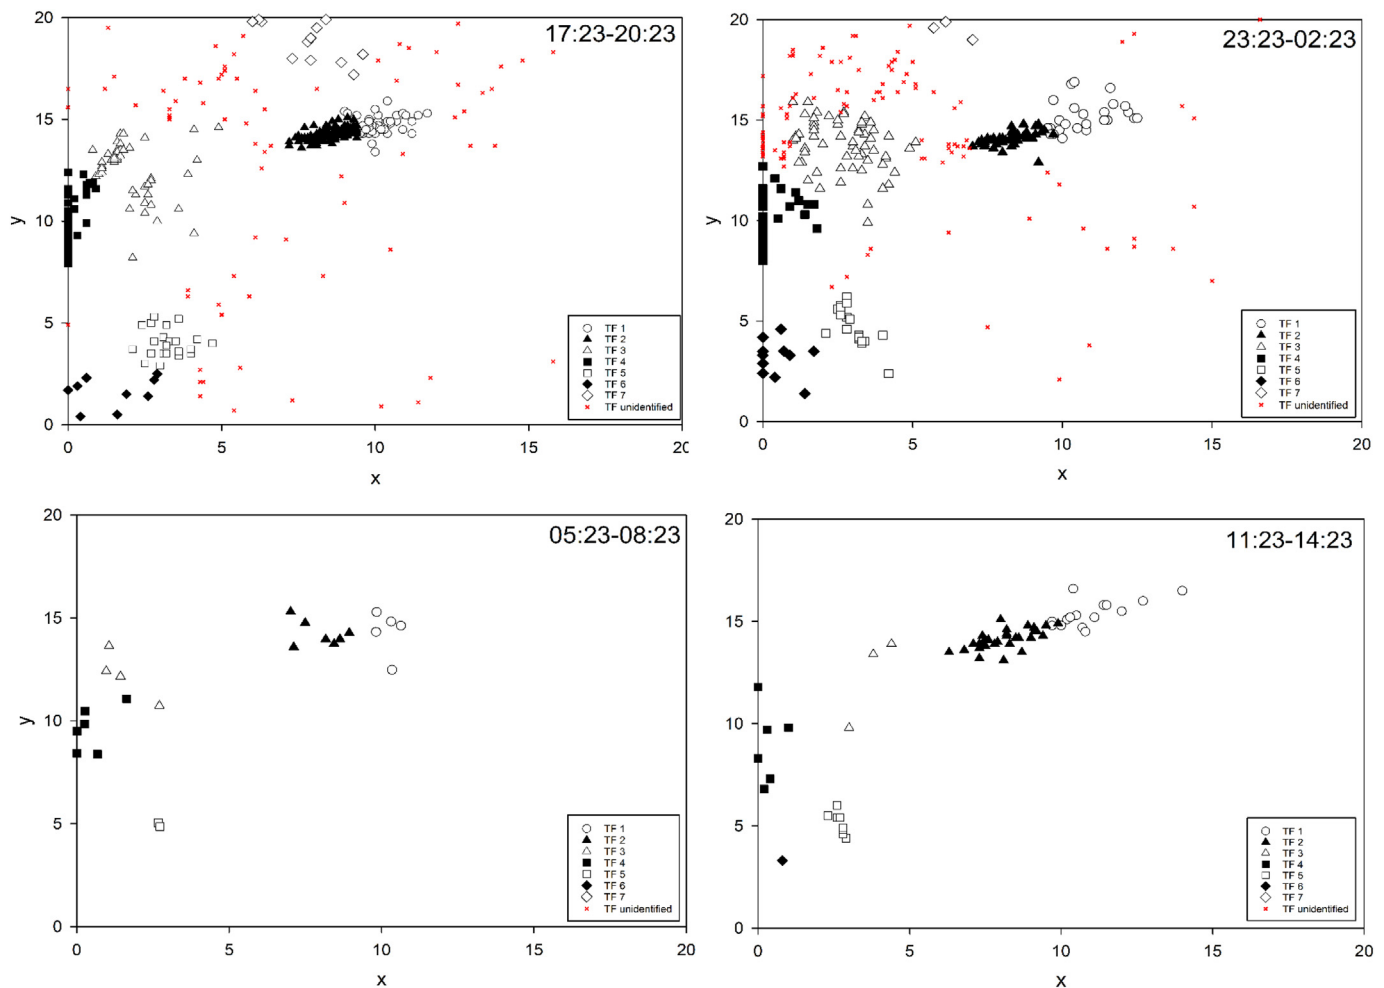 20
17:23-20:23
15
y
10
5
0
TF 1
TF 2
TF 3
TF 4
TF 5
TF 6
TF 7
TF unidentified
0 5 10 15 20
x
20
23:23-02:23
15
y
10
5
0
TF 1
TF 2
TF 3
TF 4
TF 5
TF 6
TF 7
TF unidentified
0 5 10 15 20
x
20
05:23-08:23
15
y
10
5
0
TF 1
TF 2
TF 3
TF 4
TF 5
TF 6
TF 7
TF unidentified
0 5 10 15 20
x
20
11:23-14:23
15
10
5
0
TF 1
TF 2
TF 3
TF 4
TF 5
TF 6
TF 7
TF unidentified
0 5 10 15 20
x